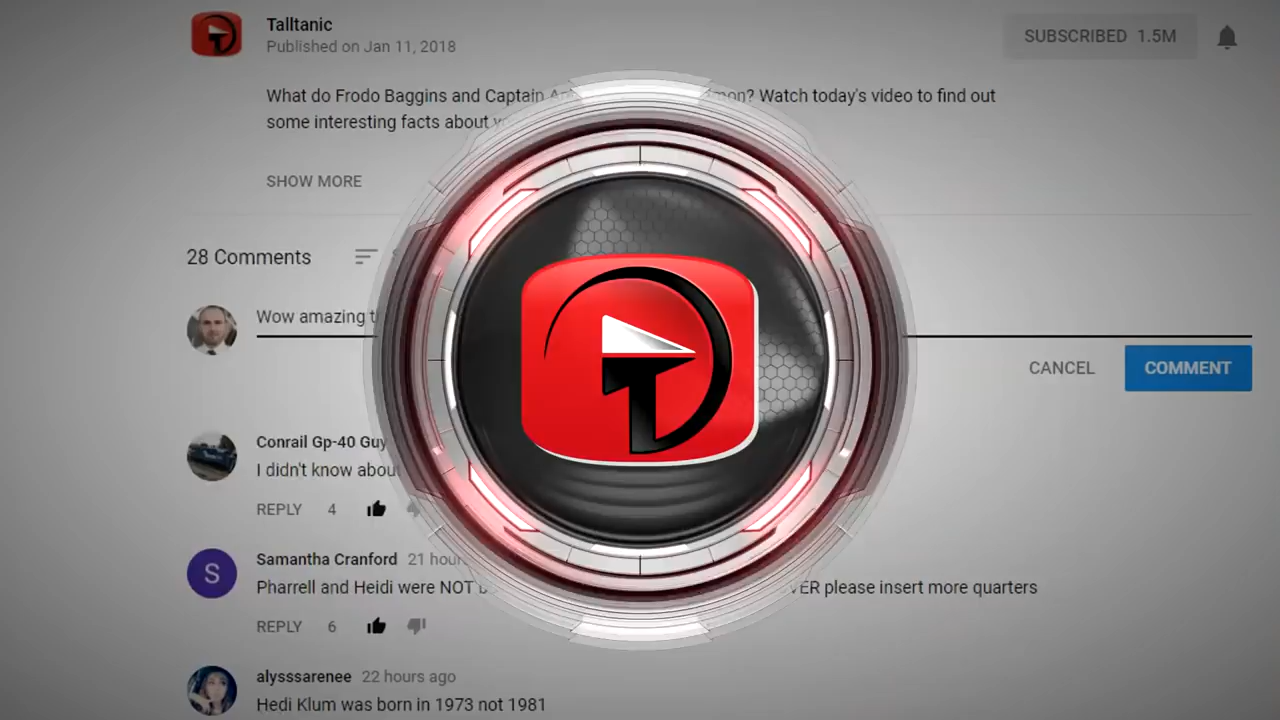 Talltanic
Published on Jan 11, 2018
SUBSCRIBED 1.5M
What do Frodo Baggins and Captain Watch today's video to find out
some interesting facts about
SHOW MORE
28 Comments
Wow amazing
CANCEL
COMMENT
Conrail Gp-40 Guy
I didn't know
REPLY 4
Samantha Cranford 21
S
Pharrell and Heidi were NOT please insert more quarters
REPLY 6
alysssarenee 22 hours ago
Hedi Klum was born in 1973 not 1981